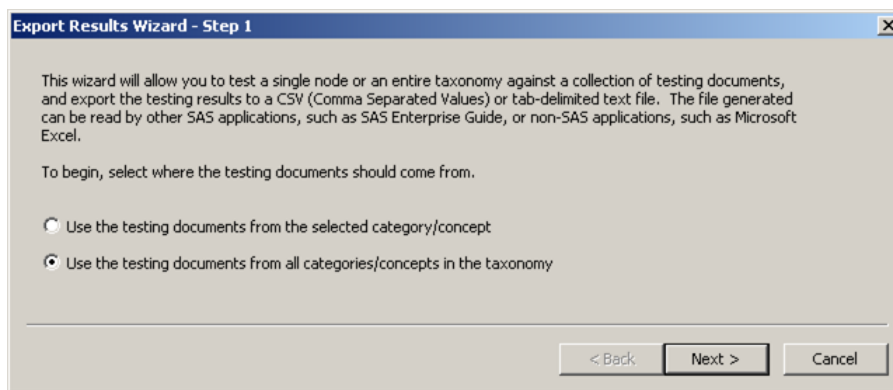 Export Results Wizard - Step 1
This wizard will allow you to test a single node or an entire taxonomy against a collection of testing documents,
and export the testing results to a CSV (Comma Separated Values) or tab-delimited text file. The file generated
can be read by other SAS applications, such as SAS Enterprise Guide, or non-SAS applications, such as Microsoft
Excel.
To begin, select where the testing documents should come from.
Use the testing documents from the selected category/concept
Use the testing documents from all categories/concepts in the taxonomy
< Back Next > Cancel